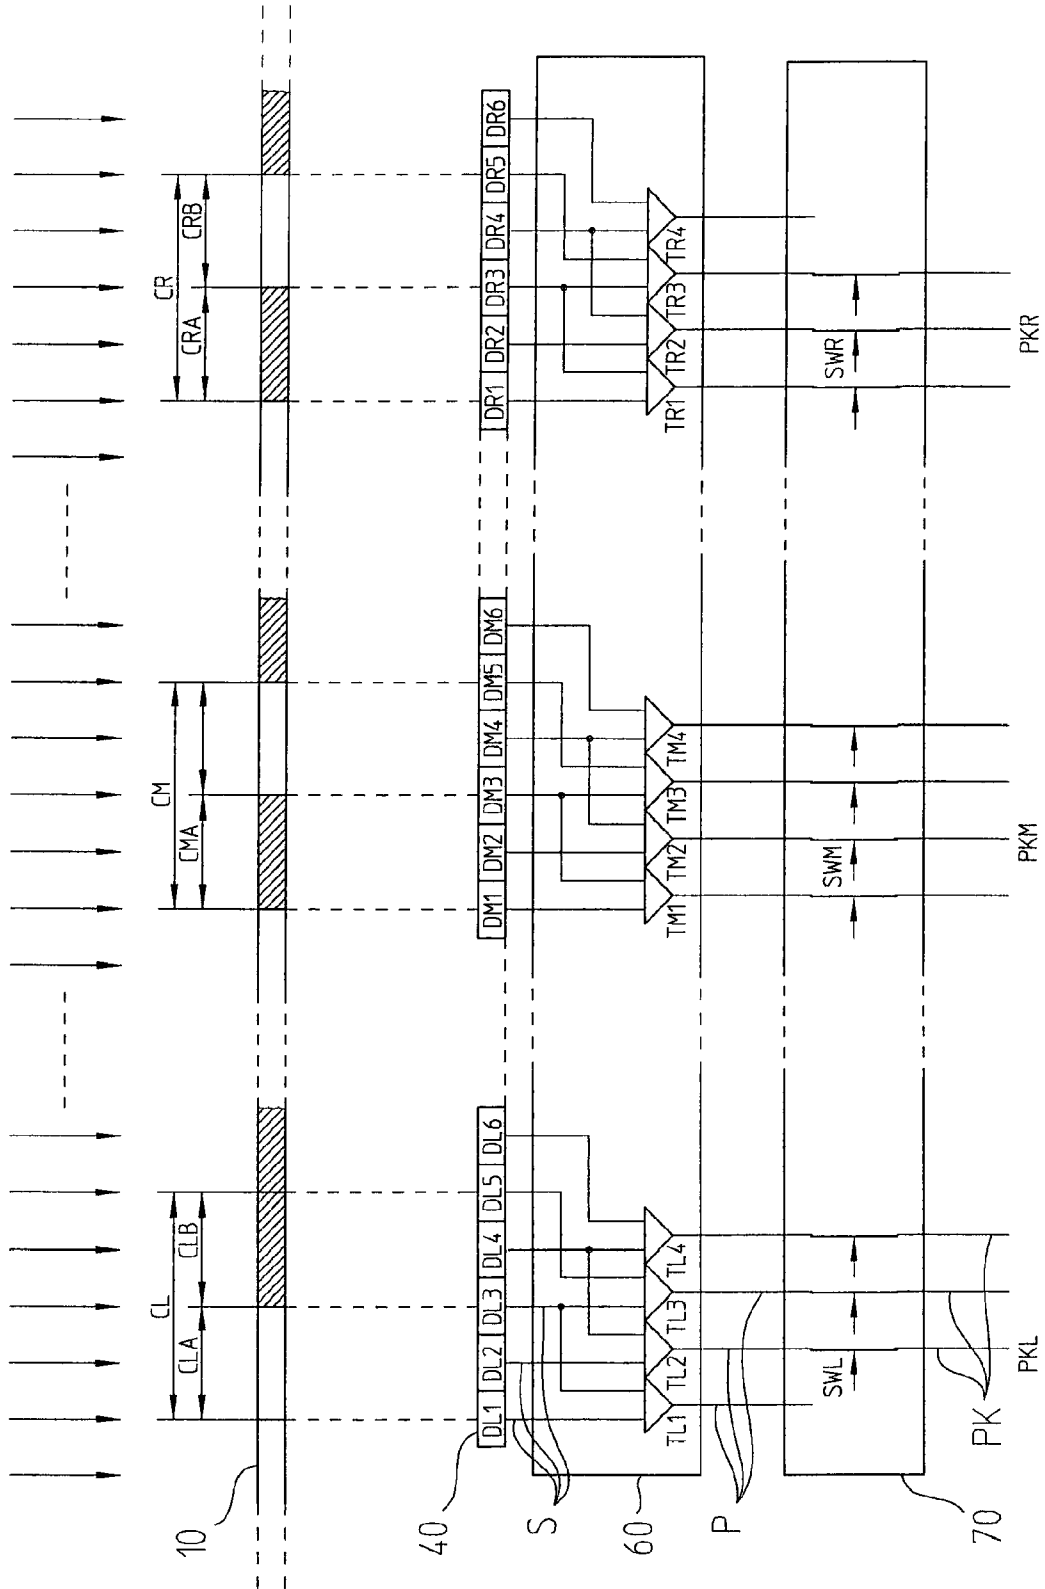 CL
CLA CLB
CM
CMA
CR
CRA CRB
10
40
DL1 DL2 DL3 DL4 DL5 DL6
DM1 DM2 DM3 DM4 DM5 DM6
DR1 DR2 DR3 DR4 DR5 DR6
S
60
TL1 TL2 TL3 TL4
TM1 TM2 TM3 TM4
TR1 TR2 TR3 TR4
P
SWL
SWM
SWR
70
PK
PKL
PKM
PKR